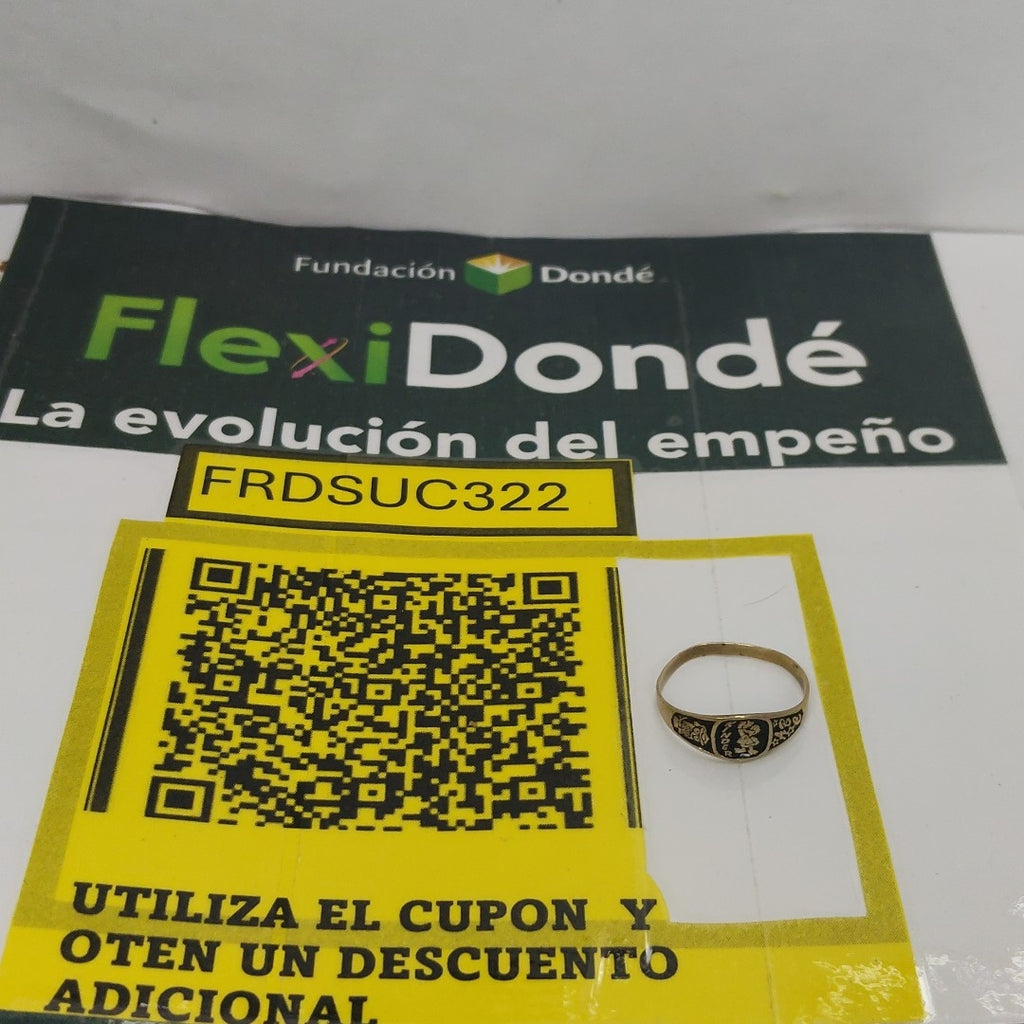 Fundación Dondé
FlexiDondé
La evolución del empeño
FRDSUC322
UTILIZA EL CUPON Y
OTEN UN DESCUENTO
ADICIONAL